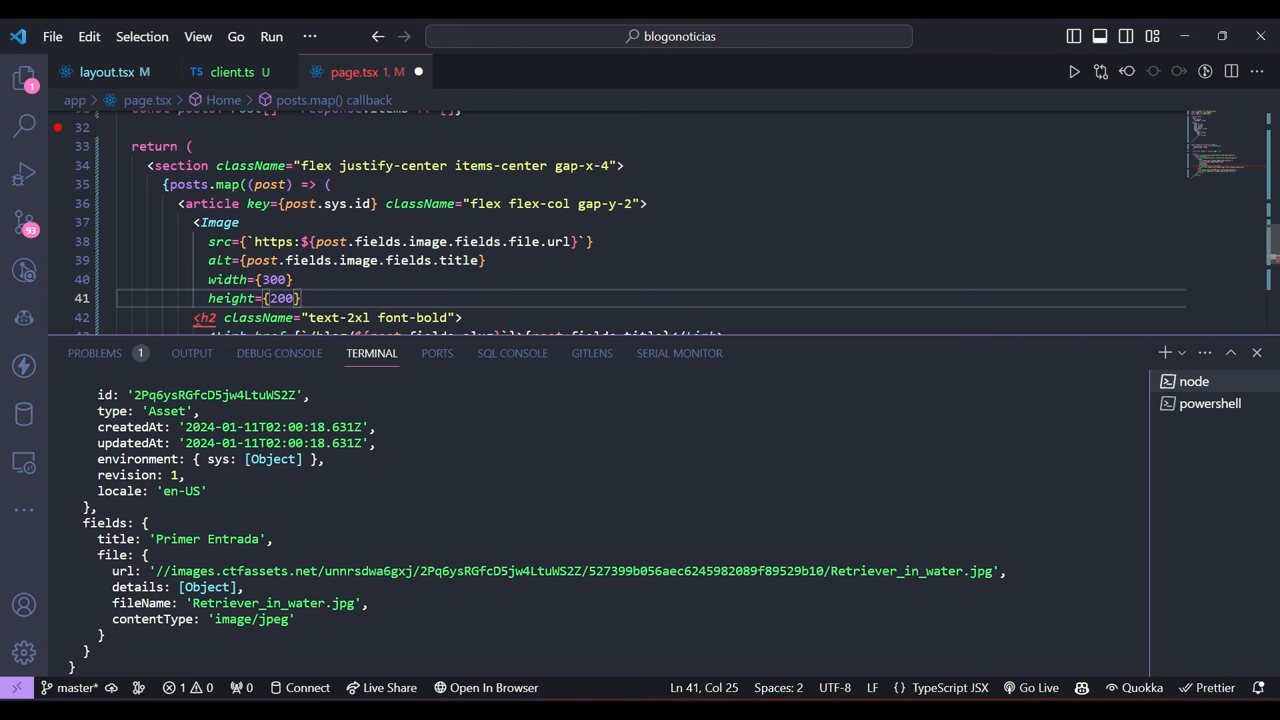 File Edit Selection View Go Run ··· blogonoticias
layout.tsx M TS client.ts U page.tsx 1, M
app > page.tsx > Home > posts.map() callback
32
33 return (
34 <section className="flex justify-center items-center gap-x-4">
35 {posts.map((post) => (
36 <article key={post.sys.id} className="flex flex-col gap-y-2">
37 <Image
38 src={`https:${post.fields.image.fields.file.url}`}
39 alt={post.fields.image.fields.title}
40 width={300}
41 height={200}
42 <h2 className="text-2xl font-bold">
PROBLEMS 1 OUTPUT DEBUG CONSOLE TERMINAL PORTS SQL CONSOLE GITLENS SERIAL MONITOR
id: '2Pq6ysRGfcD5jw4LtuWS2Z',
type: 'Asset',
createdAt: '2024-01-11T02:00:18.631Z',
updatedAt: '2024-01-11T02:00:18.631Z',
environment: { sys: [Object] },
revision: 1,
locale: 'en-US'
},
fields: {
title: 'Primer Entrada',
file: {
url: '//images.ctfassets.net/unnrsdwa6gxj/2Pq6ysRGfcD5jw4LtuWS2Z/527399b056aec6245982089f89529b10/Retriever_in_water.jpg',
details: [Object],
fileName: 'Retriever_in_water.jpg',
contentType: 'image/jpeg'
}
}
}
node
powershell
1
93
master* 1 0 0 Connect Live Share Open In Browser Ln 41, Col 25 Spaces: 2 UTF-8 LF {} TypeScript JSX Go Live Quokka Prettier